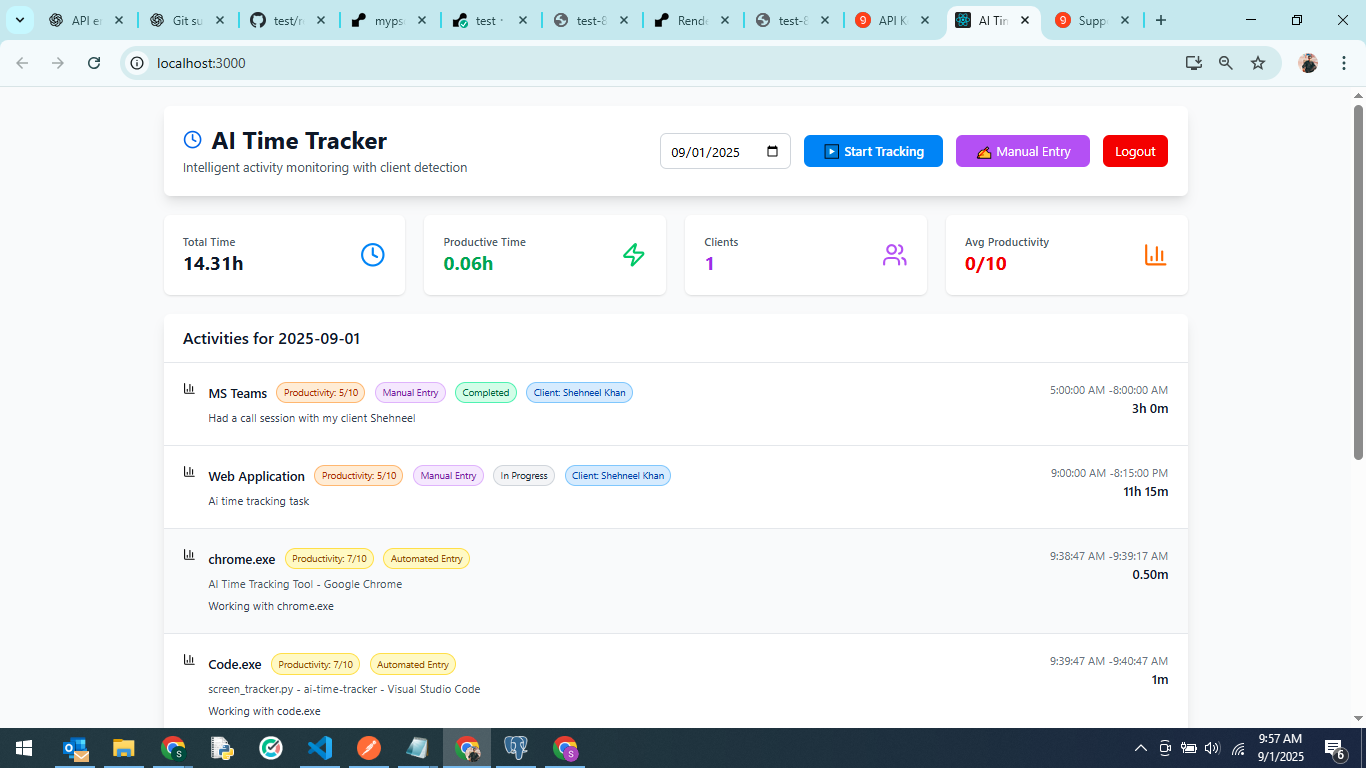 API en
Git su
test/n
myps
test -
test-8
Rende
test-8
API K
AI Tin
Suppo
localhost:3000
AI Time Tracker
Intelligent activity monitoring with client detection
09/01/2025
Start Tracking
Manual Entry
Logout
Total Time
14.31h
Productive Time
0.06h
Clients
1
Avg Productivity
0/10
Activities for 2025-09-01
MS Teams Productivity: 5/10 Manual Entry Completed Client: Shehneel Khan 5:00:00 AM -8:00:00 AM
Had a call session with my client Shehneel 3h 0m
Web Application Productivity: 5/10 Manual Entry In Progress Client: Shehneel Khan 9:00:00 AM -8:15:00 PM
Ai time tracking task 11h 15m
chrome.exe Productivity: 7/10 Automated Entry 9:38:47 AM -9:39:17 AM
AI Time Tracking Tool - Google Chrome 0.50m
Working with chrome.exe
Code.exe Productivity: 7/10 Automated Entry 9:39:47 AM -9:40:47 AM
screen_tracker.py - ai-time-tracker - Visual Studio Code 1m
Working with code.exe
9:57 AM
9/1/2025
6